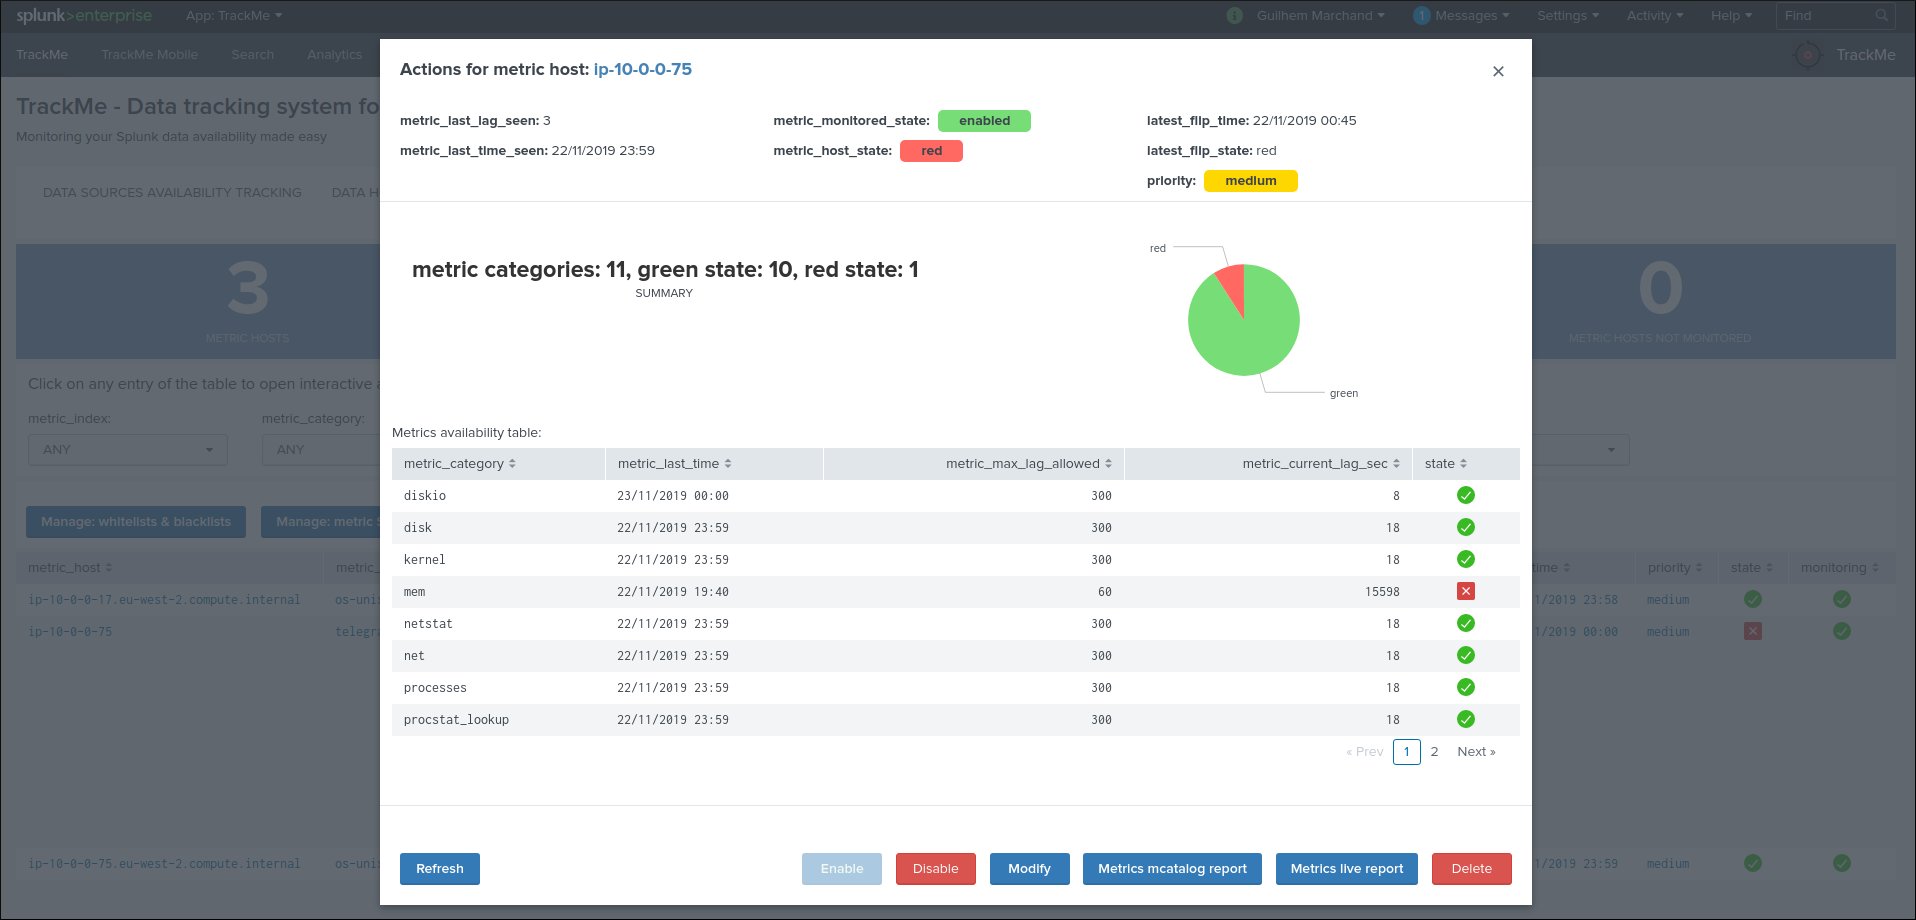 splunk>enterprise App: TrackMe i Guilhem Marchand 1 Messages Settings Activity Help Find
TrackMe TrackMe Mobile Search Analytics TrackMe
Actions for metric host: ip-10-0-0-75
TrackMe - Data tracking system fo
Monitoring your Splunk data availability made easy
metric_last_lag_seen: 3 metric_monitored_state: enabled latest_flip_time: 22/11/2019 00:45
metric_last_time_seen: 22/11/2019 23:59 metric_host_state: red latest_flip_state: red
priority: medium
DATA SOURCES AVAILABILITY TRACKING DATA H
red
metric categories: 11, green state: 10, red state: 1
SUMMARY
3
METRIC HOSTS
0
METRIC HOSTS NOT MONITORED
green
Click on any entry of the table to open interactive a
metric_index: metric_category:
ANY ANY
Metrics availability table:
metric_category metric_last_time metric_max_lag_allowed metric_current_lag_sec state
diskio 23/11/2019 00:00 300 8
disk 22/11/2019 23:59 300 18
kernel 22/11/2019 23:59 300 18
mem 22/11/2019 19:40 60 15598
netstat 22/11/2019 23:59 300 18
net 22/11/2019 23:59 300 18
processes 22/11/2019 23:59 300 18
procstat_lookup 22/11/2019 23:59 300 18
« Prev 1 2 Next »
Manage: whitelists & blacklists Manage: metric S
metric_host metric_ time priority state monitoring
ip-10-0-0-17.eu-west-2.compute.internal os-uni 1/2019 23:58 medium
ip-10-0-0-75 telegra 1/2019 00:00 medium
ip-10-0-0-75.eu-west-2.compute.internal os-uni 1/2019 23:59 medium
Refresh Enable Disable Modify Metrics mcatalog report Metrics live report Delete